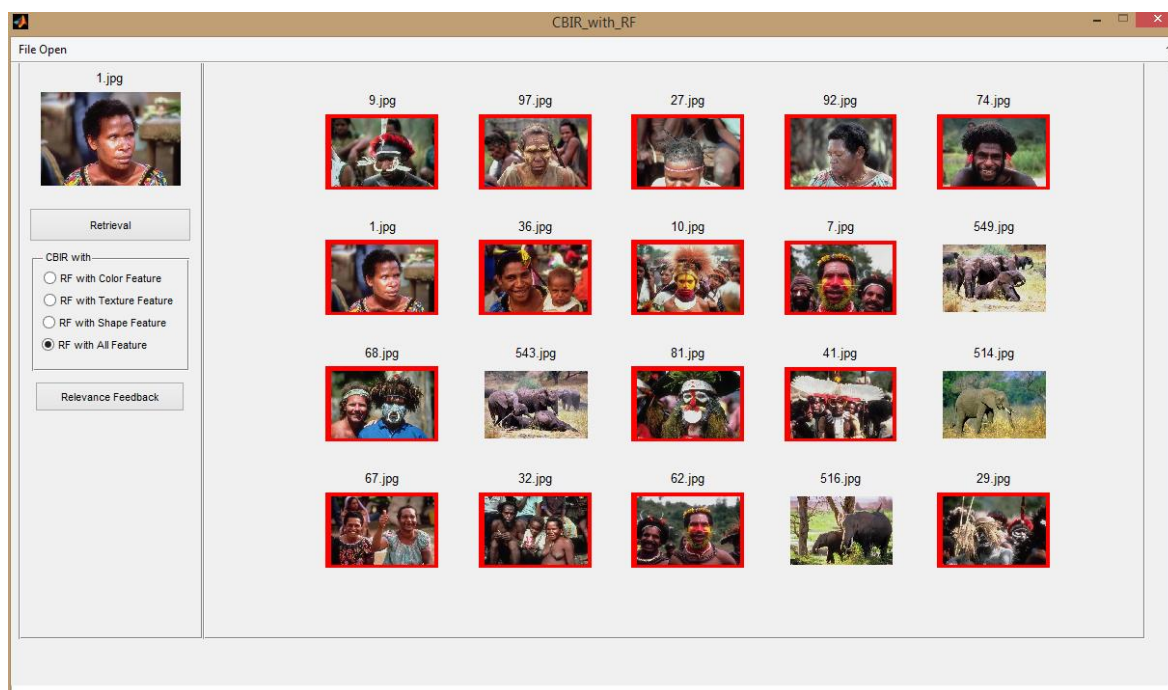 CBIR_with_RF
File Open
1.jpg
Retrieval
CBIR with
RF with Color Feature
RF with Texture Feature
RF with Shape Feature
RF with All Feature
Relevance Feedback
9.jpg 97.jpg 27.jpg 92.jpg 74.jpg
1.jpg 36.jpg 10.jpg 7.jpg 549.jpg
68.jpg 543.jpg 81.jpg 41.jpg 514.jpg
67.jpg 32.jpg 62.jpg 516.jpg 29.jpg